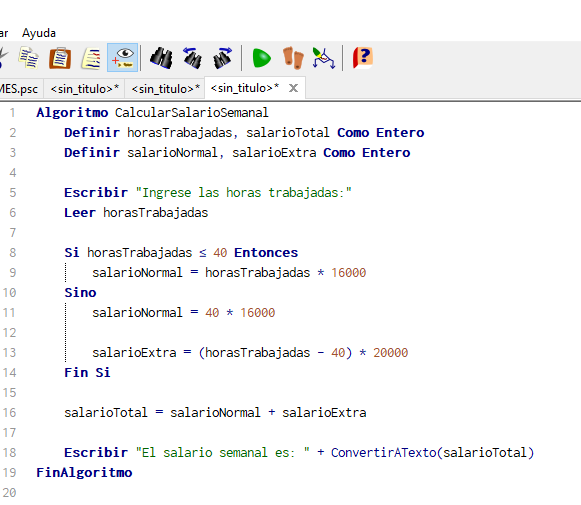 ar Ayuda
MES.psc <sin_titulo>* <sin_titulo>* <sin_titulo>* X
1 Algoritmo CalcularSalarioSemanal
2 Definir horasTrabajadas, salarioTotal Como Entero
3 Definir salarioNormal, salarioExtra Como Entero
4
5 Escribir "Ingrese las horas trabajadas:"
6 Leer horasTrabajadas
7
8 Si horasTrabajadas ≤ 40 Entonces
9 salarioNormal = horasTrabajadas * 16000
10 Sino
11 salarioNormal = 40 * 16000
12
13 salarioExtra = (horasTrabajadas - 40) * 20000
14 Fin Si
15
16 salarioTotal = salarioNormal + salarioExtra
17
18 Escribir "El salario semanal es: " + ConvertirATexto(salarioTotal)
19 FinAlgoritmo
20